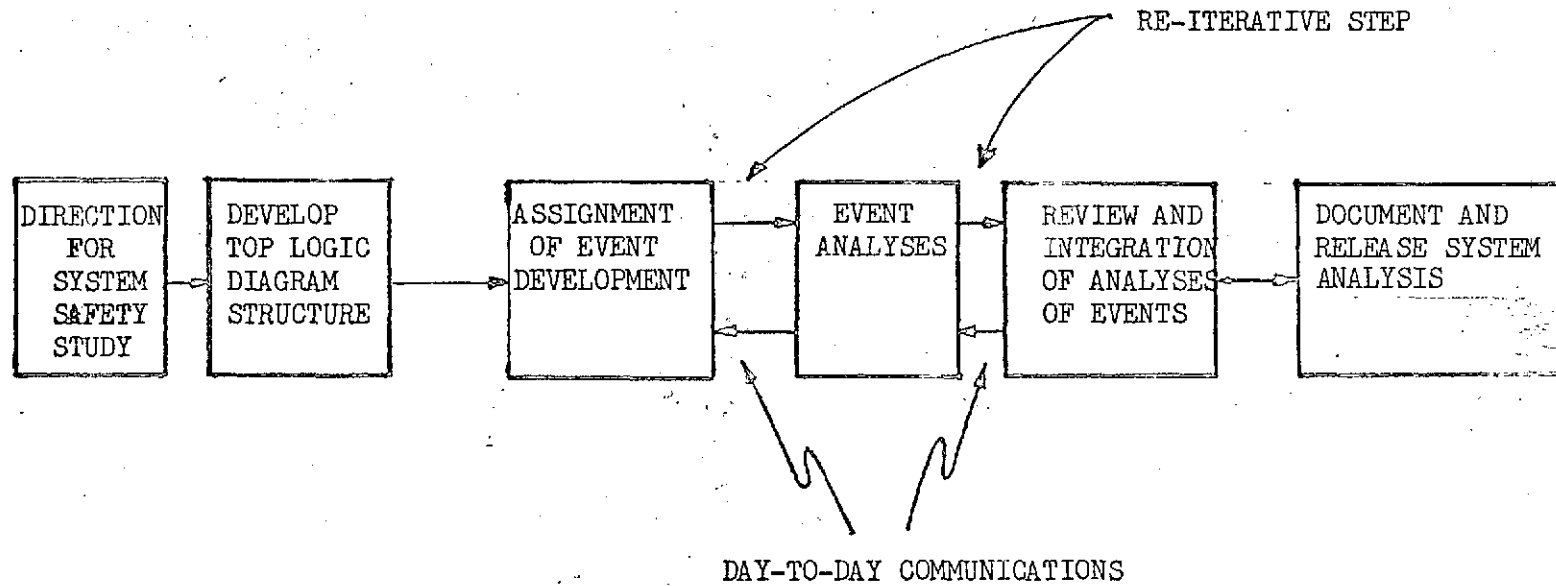 RE-ITERATIVE STEP
DIRECTION
FOR
SYSTEM
SAFETY
STUDY
DEVELOP
TOP LOGIC
DIAGRAM
STRUCTURE
ASSIGNMENT
OF EVENT
DEVELOPMENT
EVENT
ANALYSES
REVIEW AND
INTEGRATION
OF ANALYSES
OF EVENTS
DOCUMENT AND
RELEASE SYSTEM
ANALYSIS
DAY-TO-DAY COMMUNICATIONS